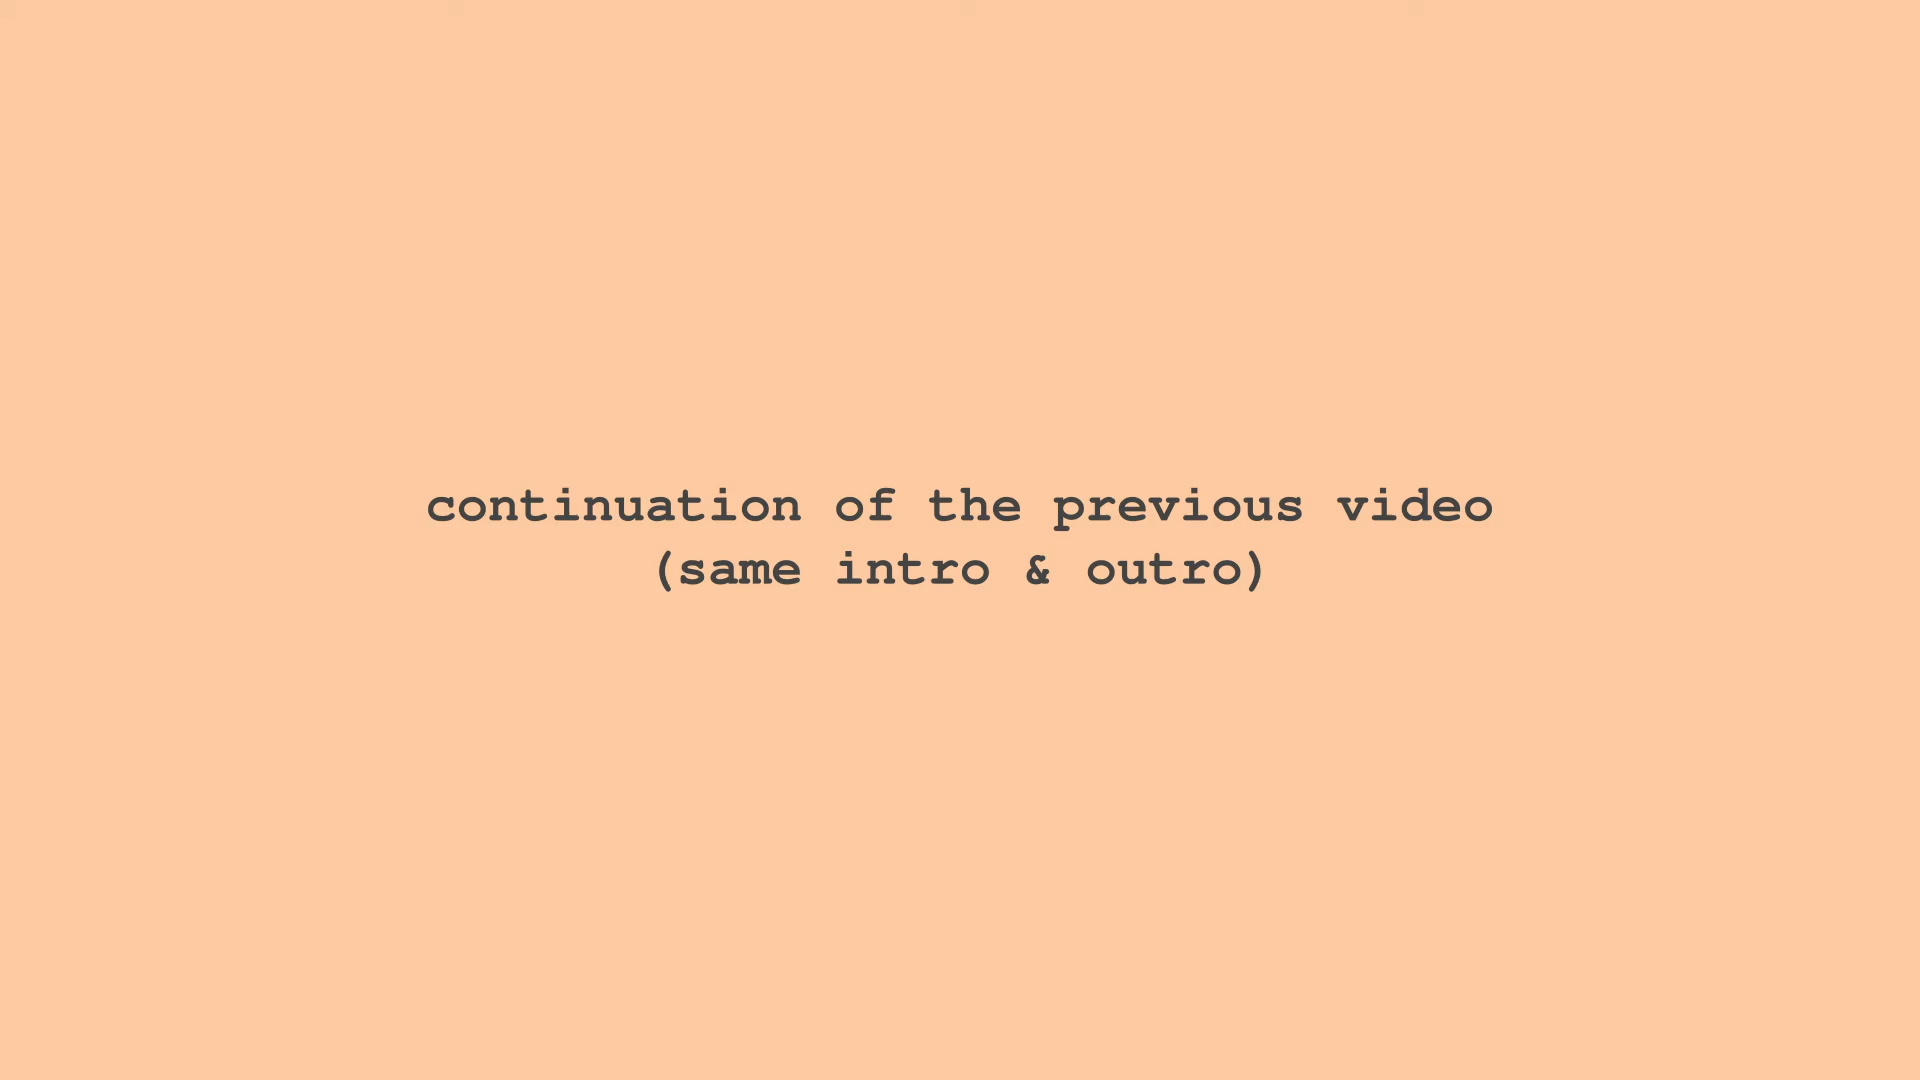 continuation of the previous video
(same intro & outro)